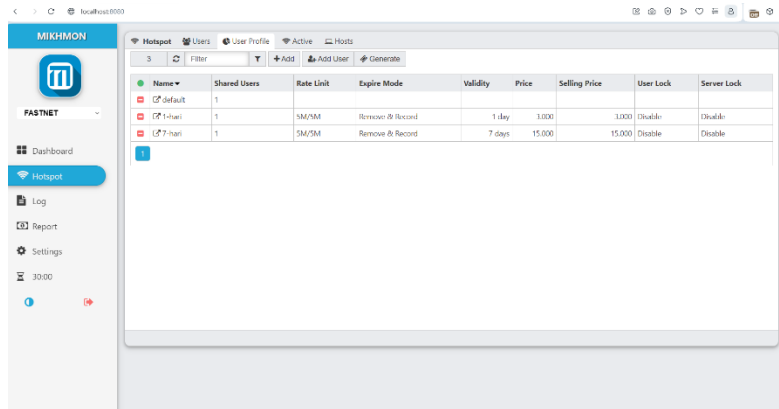 localhost:8000
MIKHMON
FASTNET
Dashboard
Hotspot
Log
Report
Settings
30:00
Hotspot Users User Profile Active Hosts
3 Filter +Add Add User Generate
Name Shared Users Rate Linit Expire Mode Validity Price Selling Price User Lock Server Lock
default 1
1-hari 1 5M/5M Remove & Record 1 day 3.000 3.000 Disable Disable
7-hari 1 5M/5M Remove & Record 7 days 15.000 15.000 Disable Disable
1